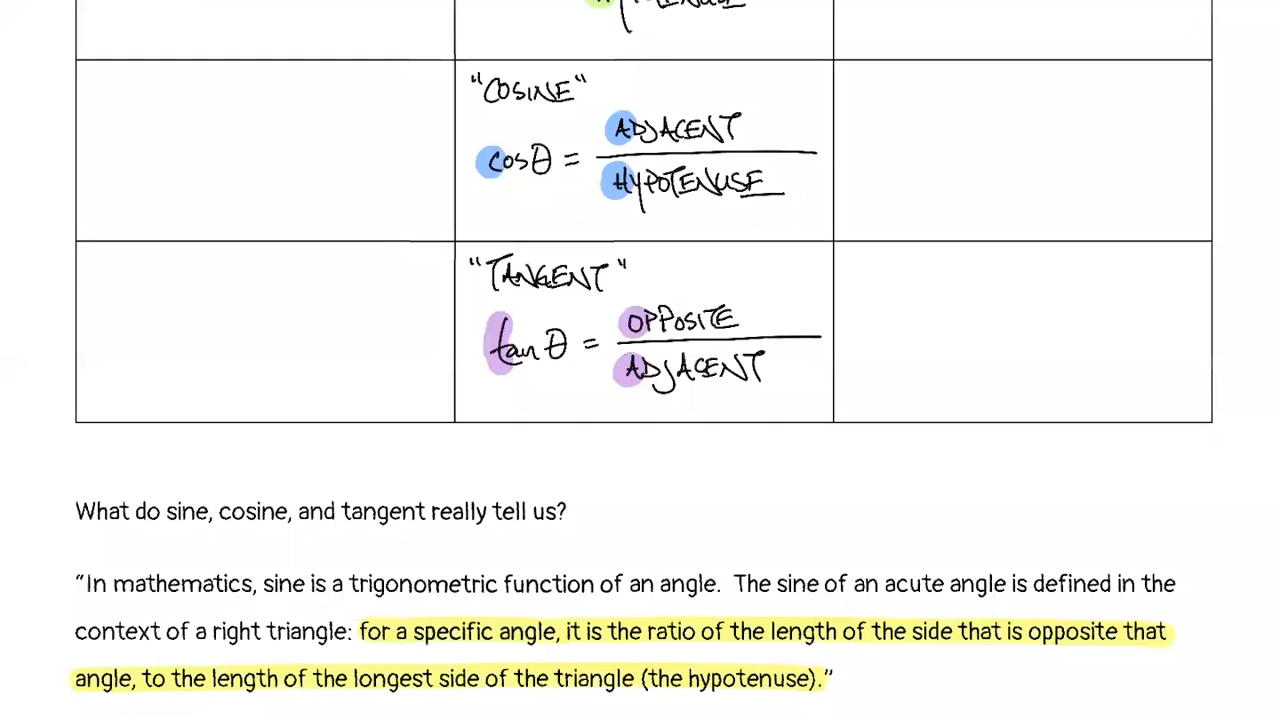 HYPOTENUSE
"COSINE"
cosθ = ADJACENT
HYPOTENUSE
"TANGENT"
tanθ = OPPOSITE
ADJACENT
What do sine, cosine, and tangent really tell us?
"In mathematics, sine is a trigonometric function of an angle. The sine of an acute angle is defined in the
context of a right triangle: for a specific angle, it is the ratio of the length of the side that is opposite that
angle, to the length of the longest side of the triangle (the hypotenuse)."